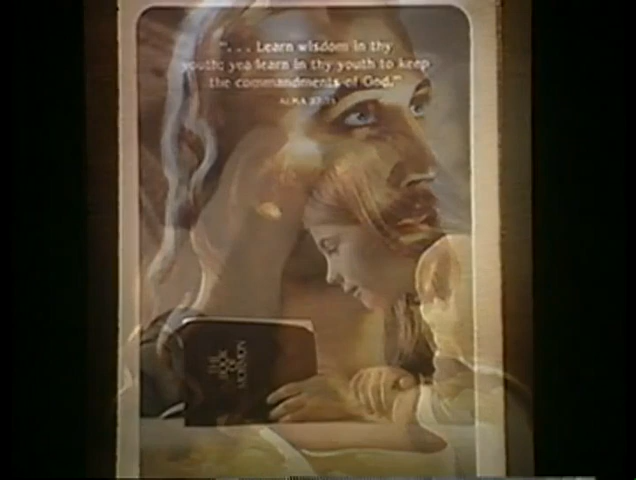 ". . . Learn wisdom in thy
youth; yea learn in thy youth to keep
the commandments of God."
ALMA 37:35
THE
BOOK
OF
MORMON